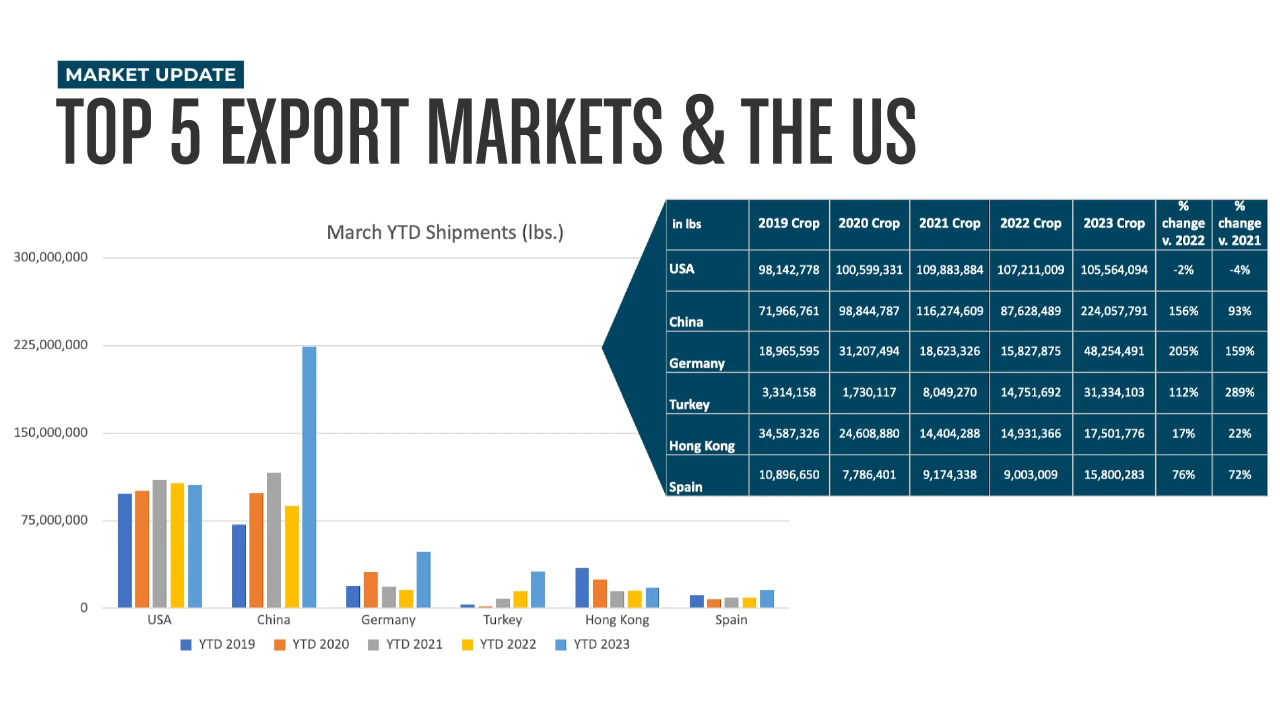 MARKET UPDATE
TOP 5 EXPORT MARKETS & THE US
March YTD Shipments (lbs.)
300,000,000
225,000,000
150,000,000
75,000,000
0
USA China Germany Turkey Hong Kong Spain
YTD 2019 YTD 2020 YTD 2021 YTD 2022 YTD 2023
in lbs 2019 Crop 2020 Crop 2021 Crop 2022 Crop 2023 Crop % change v. 2022 % change v. 2021
USA 98,142,778 100,599,331 109,883,884 107,211,009 105,564,094 -2% -4%
China 71,966,761 98,844,787 116,274,609 87,628,489 224,057,791 156% 93%
Germany 18,965,595 31,207,494 18,623,326 15,827,875 48,254,491 205% 159%
Turkey 3,314,158 1,730,117 8,049,270 14,751,692 31,334,103 112% 289%
Hong Kong 34,587,326 24,608,880 14,404,288 14,931,366 17,501,776 17% 22%
Spain 10,896,650 7,786,401 9,174,338 9,003,009 15,800,283 76% 72%